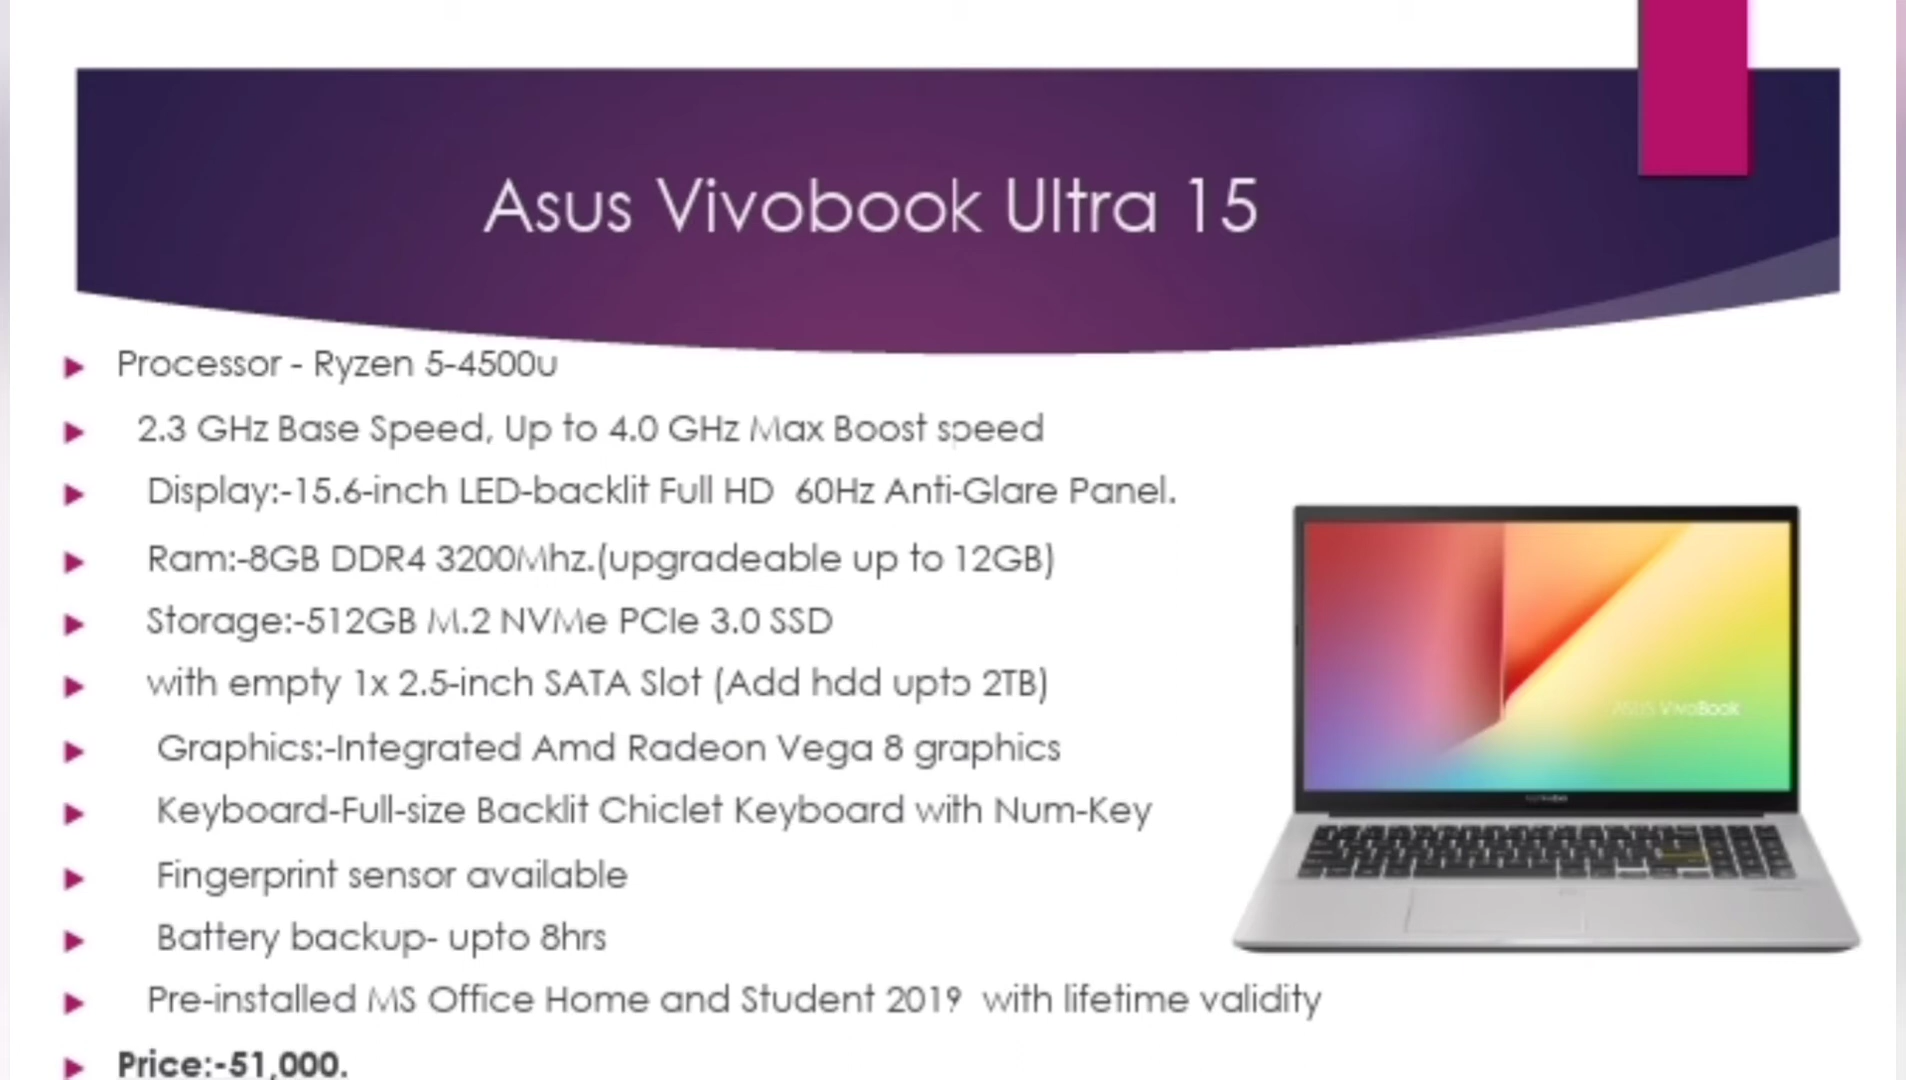 Asus Vivobook Ultra 15
Processor - Ryzen 5-4500u
2.3 GHz Base Speed, Up to 4.0 GHz Max Boost speed
Display:-15.6-inch LED-backlit Full HD 60Hz Anti-Glare Panel.
Ram:-8GB DDR4 3200Mhz.(upgradeable up to 12GB)
Storage:-512GB M.2 NVMe PCIe 3.0 SSD
with empty 1x 2.5-inch SATA Slot (Add hdd upto 2TB)
Graphics:-Integrated Amd Radeon Vega 8 graphics
Keyboard-Full-size Backlit Chiclet Keyboard with Num-Key
Fingerprint sensor available
Battery backup- upto 8hrs
Pre-installed MS Office Home and Student 2019 with lifetime validity
Price:-51,000.
ASUS VivoBook